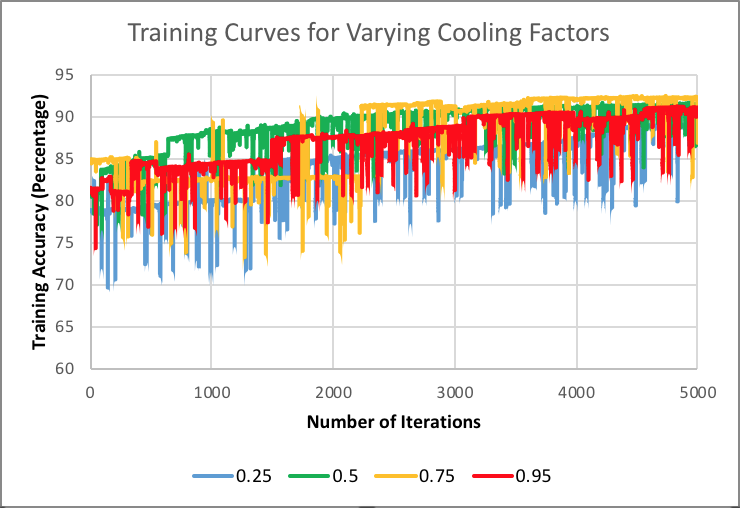 Training Curves for Varying Cooling Factors
Training Accuracy (Percentage)
95
90
85
80
75
70
65
60
0 1000 2000 3000 4000 5000
Number of Iterations
0.25 0.5 0.75 0.95